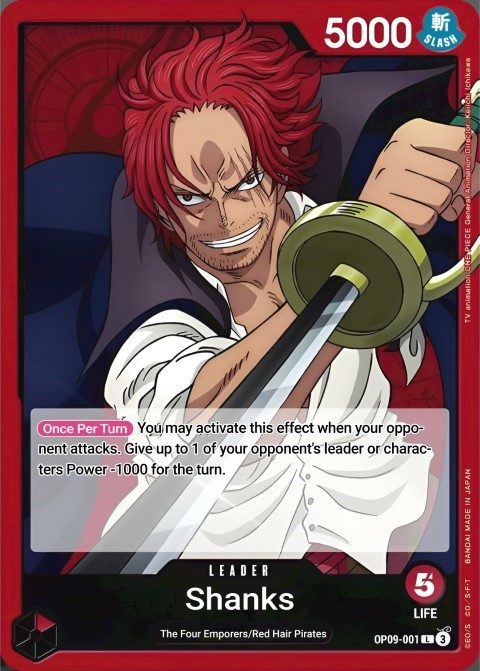 5000
斬
SLASH
TV animation ONE PIECE General Animation Director: Keiichi Ichikawa
Once Per Turn You may activate this effect when your oppo-
nent attacks. Give up to 1 of your opponent's leader or charac-
ters Power -1000 for the turn.
LEADER
Shanks
The Four Emporers/Red Hair Pirates
5
LIFE
OP09-001 L 3
©EO/S ©O/S·F·T BANDAI MADE IN JAPAN